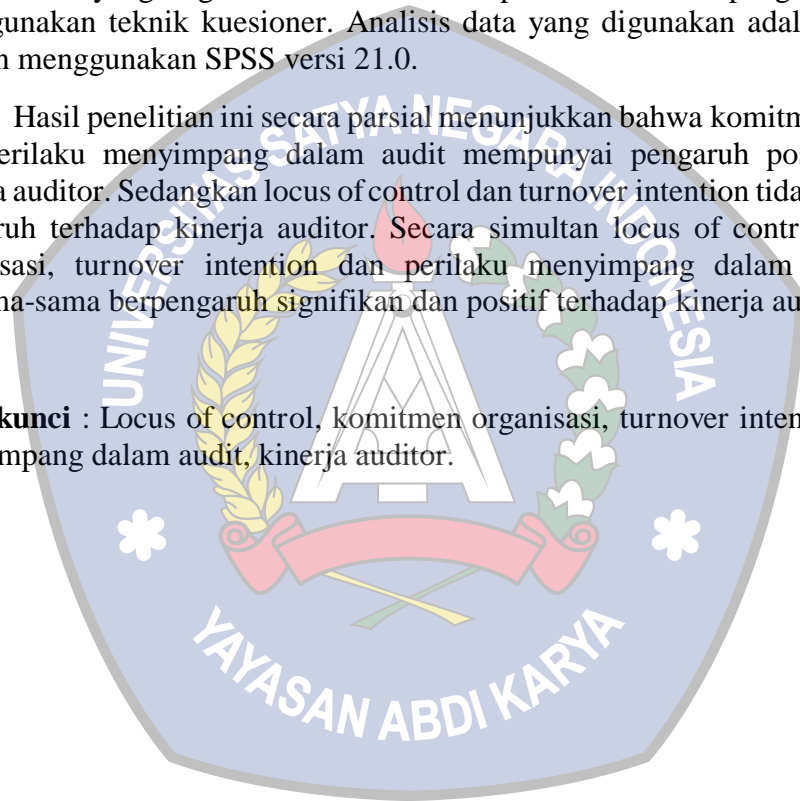 gunakan teknik kuesioner. Analisis data yang digunakan adal
n menggunakan SPSS versi 21.0.
Hasil penelitian ini secara parsial menunjukkan bahwa komitm
erilaku menyimpang dalam audit mempunyai pengaruh pos
a auditor. Sedangkan locus of control dan turnover intention tida
ruh terhadap kinerja auditor. Secara simultan locus of contr
sasi, turnover intention dan perilaku menyimpang dalam
na-sama berpengaruh signifikan dan positif terhadap kinerja au
kunci : Locus of control, komitmen organisasi, turnover inten
mpang dalam audit, kinerja auditor.
UNIVERSITAS SATYA NEGARA INDONESIA
YAYASAN ABDI KARYA